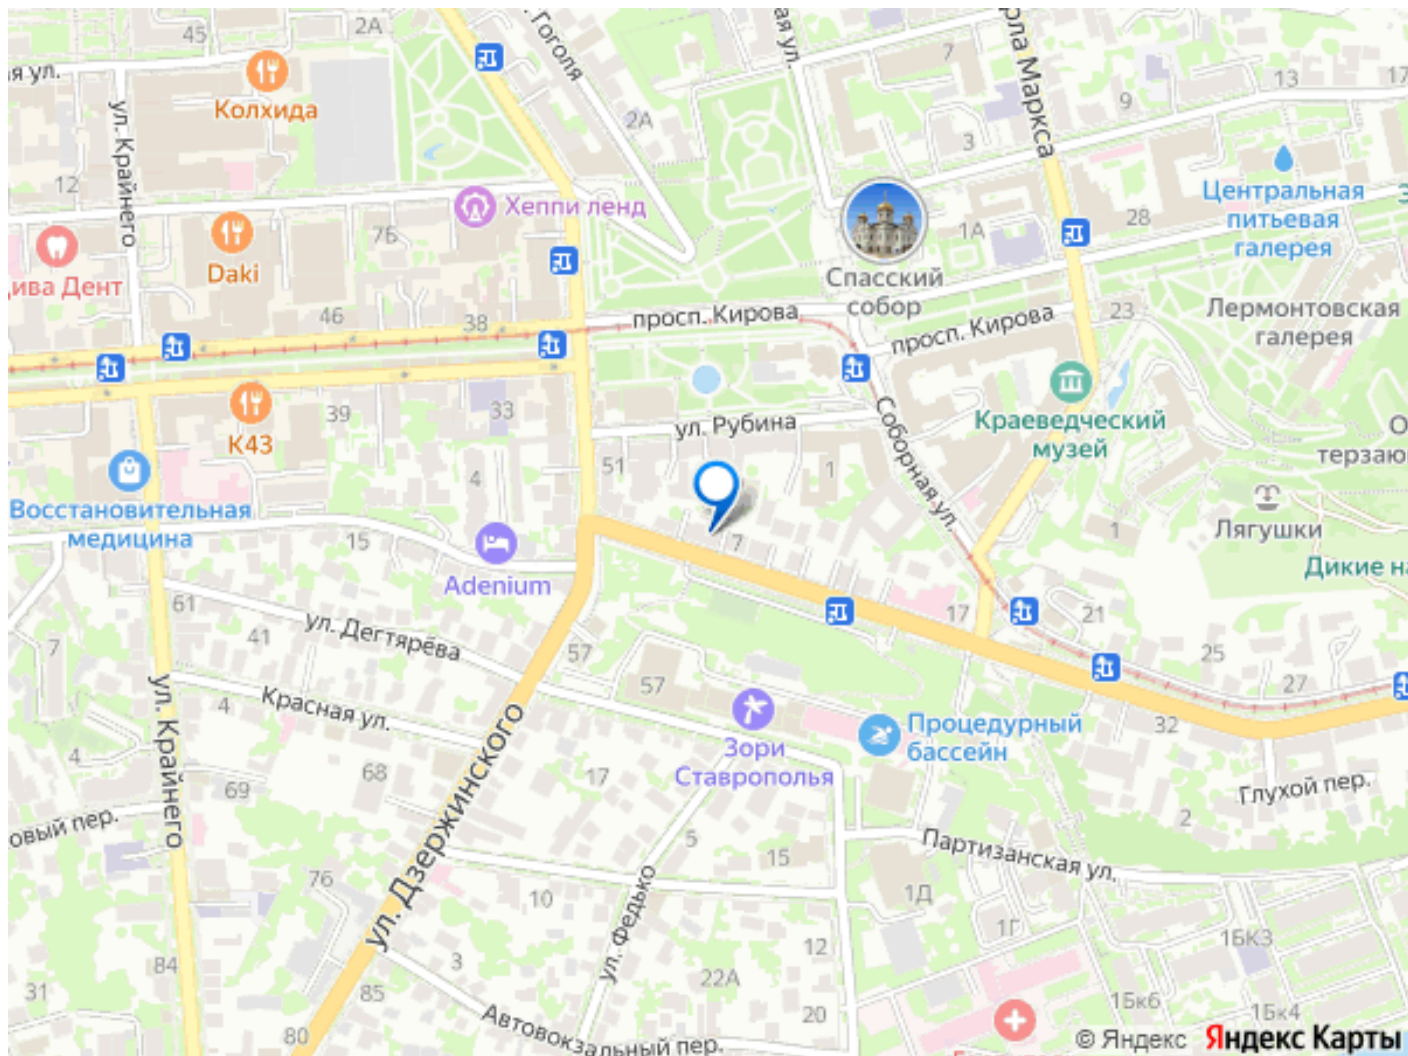 45
2А
. Гоголя
ая ул.
рла Маркса
7
13
17
я ул.
Колхида
ул. Крайнего
2А
9
3
12
Хеппи ленд
7Б
Центральная
питьевая
галерея
28
1А
Daki
ива Дент
Спасский
собор
46
38
просп. Кирова
просп. Кирова
23
Лермонтовская
галерея
К43
39
33
ул. Рубина
Соборная ул.
Краеведческий
музей
О
терзаю
51
4
1
Восстановительная
медицина
15
Adenium
7
1
Лягушки
Дикие на
61
41
ул. Дегтярёва
57
17
21
25
27
7
57
ул. Крайнего
4
Красная ул.
Зори
Ставрополья
Процедурный
бассейн
32
4
68
69
ул. Дзержинского
17
Глухой пер.
2
овый пер.
5
15
Партизанская ул.
76
10
ул. Федько
1Д
1Г
1БК3
12
84
3
22А
31
85
20
1Бк6
1Бк4
80
Автовокзальный пер.
© Яндекс Яндекс Карты